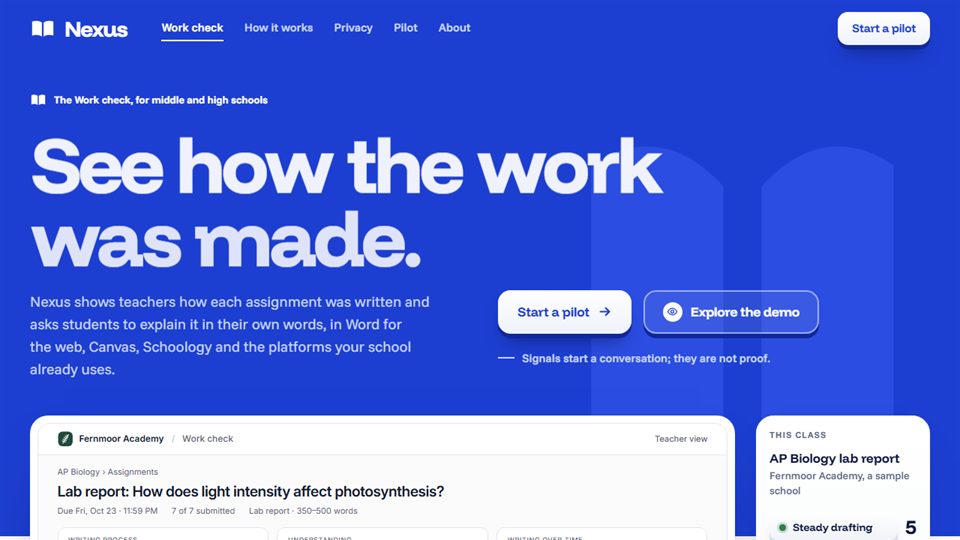 Nexus
Work check
How it works
Privacy
Pilot
About
Start a pilot
The Work check, for middle and high schools
See how the work
was made.
Nexus shows teachers how each assignment was written and
asks students to explain it in their own words, in Word for
the web, Canvas, Schoology and the platforms your school
already uses.
Start a pilot
Explore the demo
Signals start a conversation; they are not proof.
Fernmoor Academy / Work check
Teacher view
AP Biology › Assignments
Lab report: How does light intensity affect photosynthesis?
Due Fri, Oct 23 · 11:59 PM 7 of 7 submitted Lab report · 350–500 words
WRITING PROCESS
UNDERSTANDING
WRITING OVER TIME
THIS CLASS
AP Biology lab report
Fernmoor Academy, a sample
school
Steady drafting 5